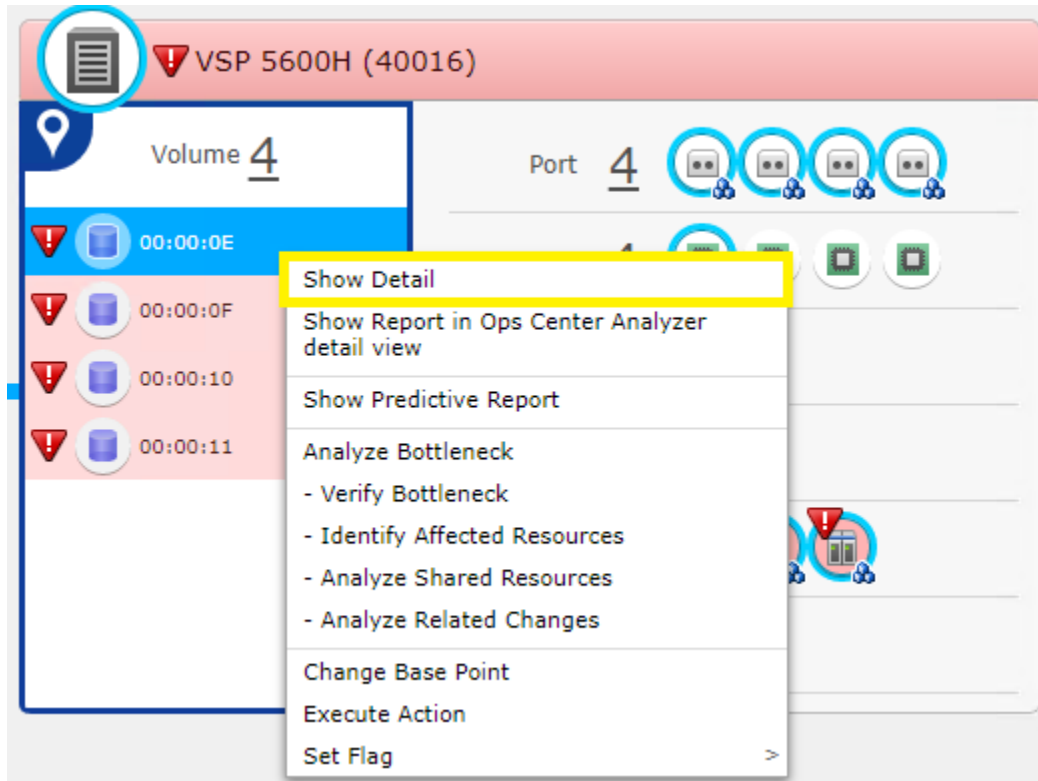 VSP 5600H (40016)
Volume 4
Port 4
00:00:0E
00:00:0F
00:00:10
00:00:11
Show Detail
Show Report in Ops Center Analyzer
detail view
Show Predictive Report
Analyze Bottleneck
- Verify Bottleneck
- Identify Affected Resources
- Analyze Shared Resources
- Analyze Related Changes
Change Base Point
Execute Action
Set Flag >